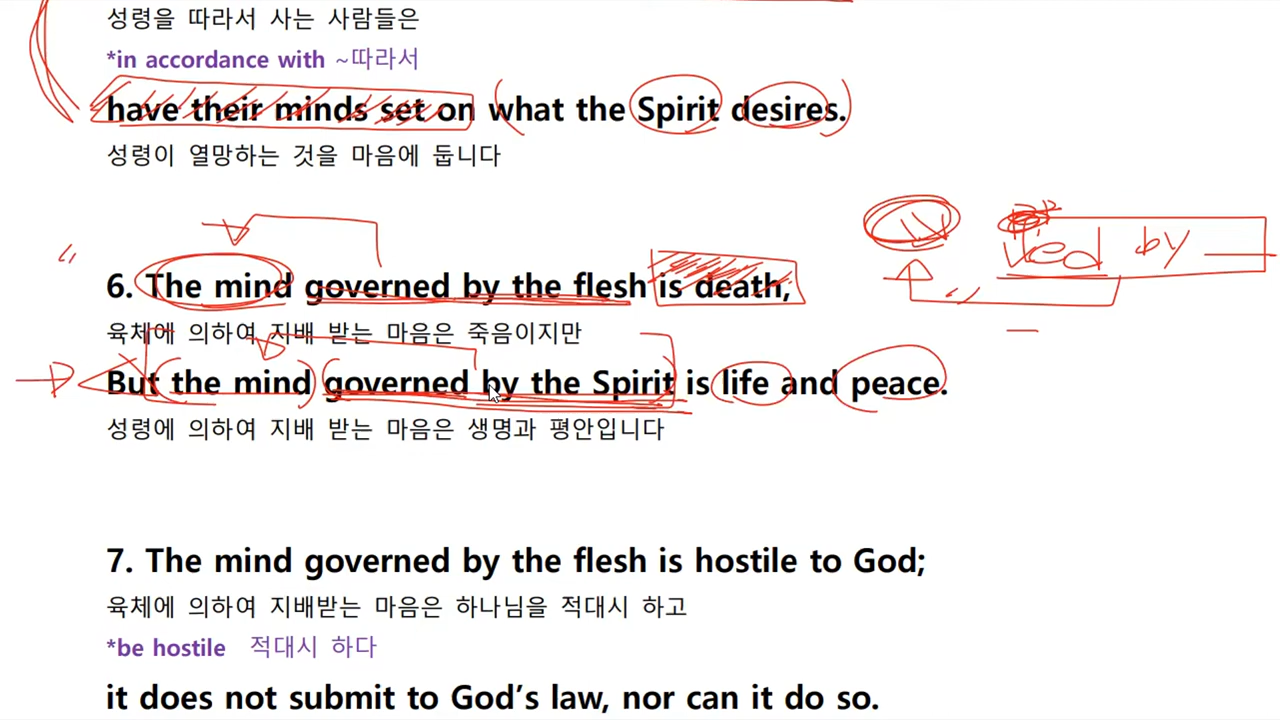 성령을 따라서 사는 사람들은
*in accordance with ~따라서
have their minds set on what the Spirit desires.
성령이 열망하는 것을 마음에 둡니다
N Ved by
6. The mind governed by the flesh is death,
육체에 의하여 지배 받는 마음은 죽음이지만
But the mind governed by the Spirit is life and peace.
성령에 의하여 지배 받는 마음은 생명과 평안입니다
7. The mind governed by the flesh is hostile to God;
육체에 의하여 지배받는 마음은 하나님을 적대시 하고
*be hostile 적대시 하다
it does not submit to God’s law, nor can it do so.